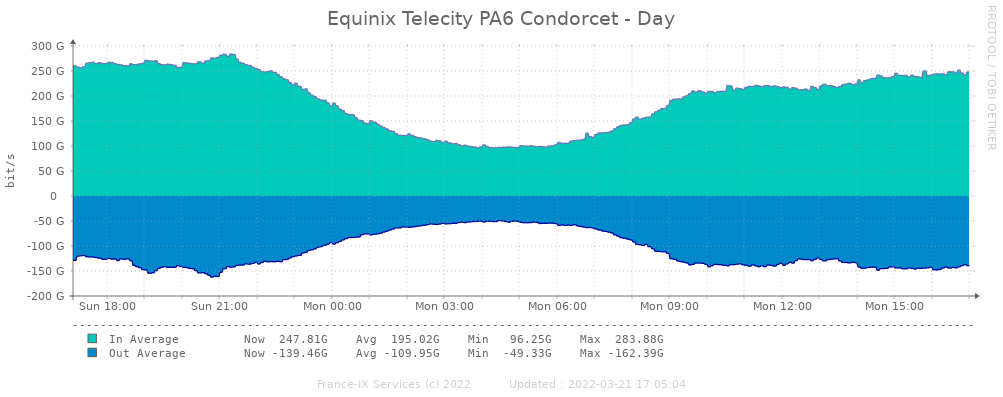 Equinix Telecity PA6 Condorcet - Day
RRDTOOL / TOBI OETIKER
bit/s
300 G
250 G
200 G
150 G
100 G
50 G
0
-50 G
-100 G
-150 G
-200 G
Sun 18:00 Sun 21:00 Mon 00:00 Mon 03:00 Mon 06:00 Mon 09:00 Mon 12:00 Mon 15:00
In Average Now 247.81G Avg 195.02G Min 96.25G Max 283.88G
Out Average Now -139.46G Avg -109.95G Min -49.33G Max -162.39G
France-IX Services (c) 2022 Updated : 2022-03-21 17:05:04